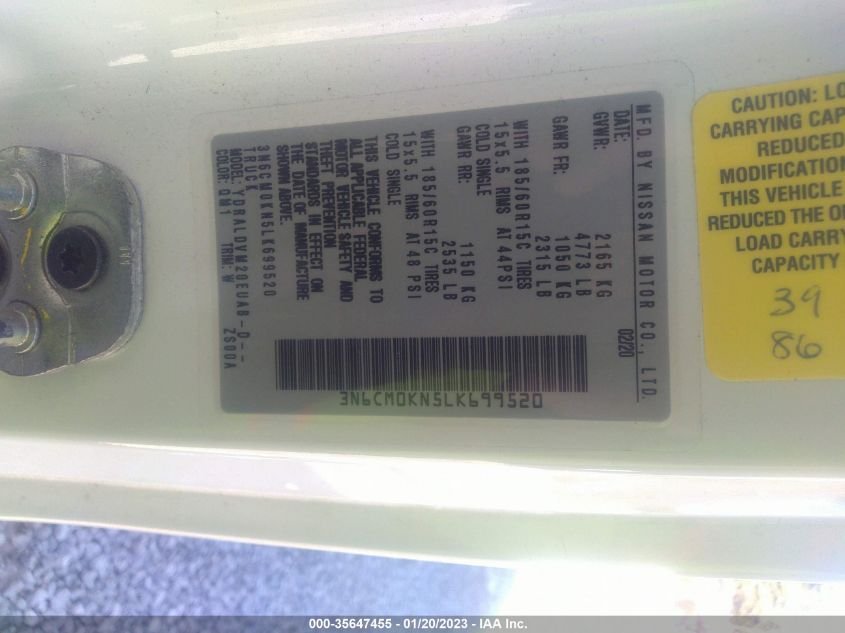 MFD. BY NISSAN MOTOR CO., LTD.
DATE: 02/20
GVWR: 2165 KG
4773 LB
GAWR FR: 1050 KG
2315 LB
WITH 185/60R15C TIRES
15x5.5 RIMS AT 44PSI
COLD SINGLE
GAWR RR: 1150 KG
2535 LB
WITH 185/60R15C TIRES
15x5.5 RIMS AT 48 PSI
COLD SINGLE
THIS VEHICLE CONFORMS TO
ALL APPLICABLE FEDERAL
MOTOR VEHICLE SAFETY AND
THEFT PREVENTION
STANDARDS IN EFFECT ON
THE DATE OF MANUFACTURE
SHOWN ABOVE.
3N6CM0KN5LK699520
TRUCK
MODEL: YDRALDVM20EUAB-D--
COLOR: QM1 TRIM: W ZS00A
3N6CM0KN5LK699520
CAUTION: LO
CARRYING CAP
REDUCED
MODIFICATION
THIS VEHICLE
REDUCED THE OR
LOAD CARRY
CAPACITY
39
86
000-35647455 - 01/20/2023 - IAA Inc.